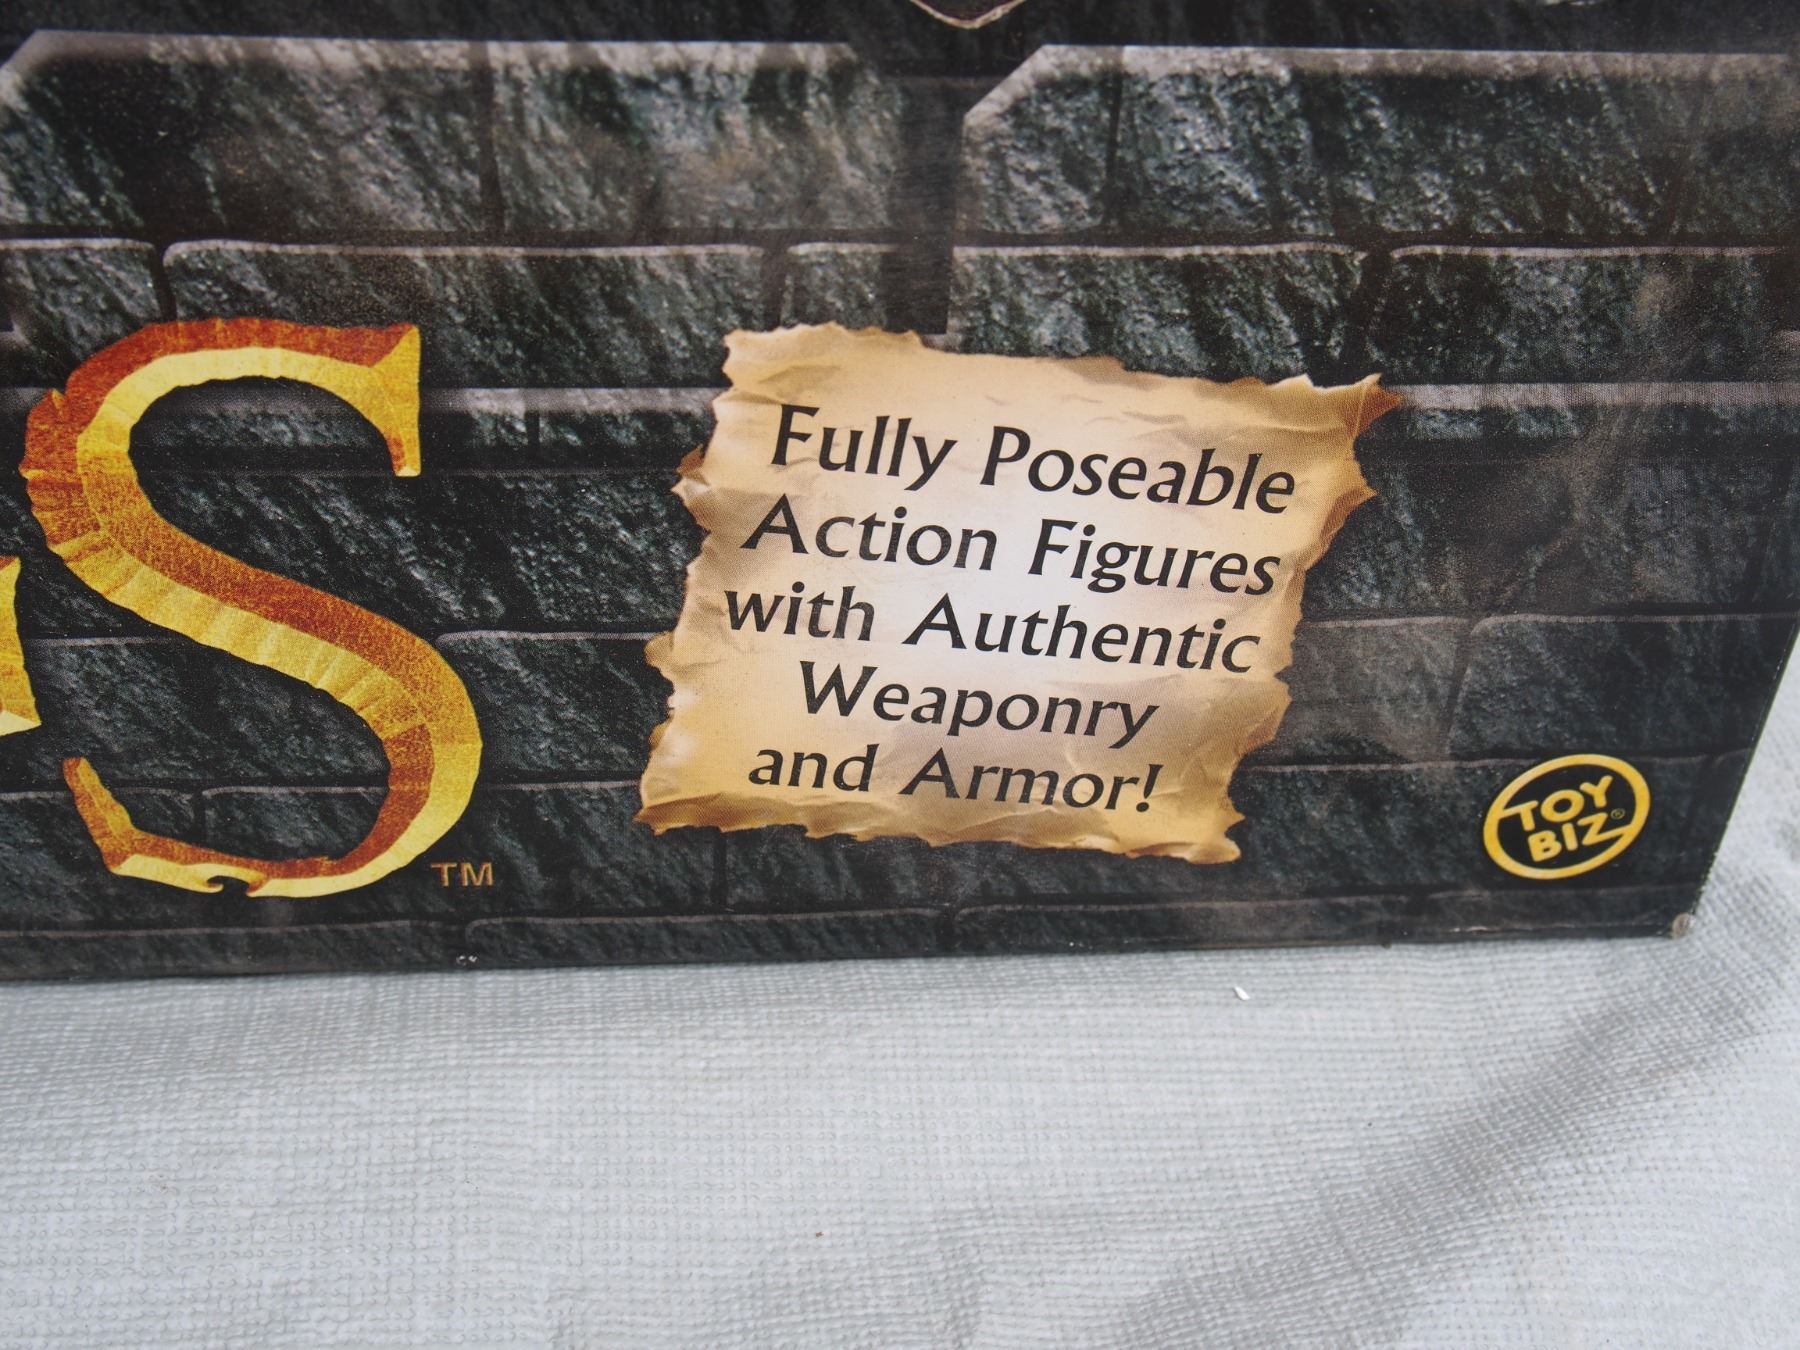 S
TM
Fully Poseable
Action Figures
with Authentic
Weaponry
and Armor!
TOY
BIZ®